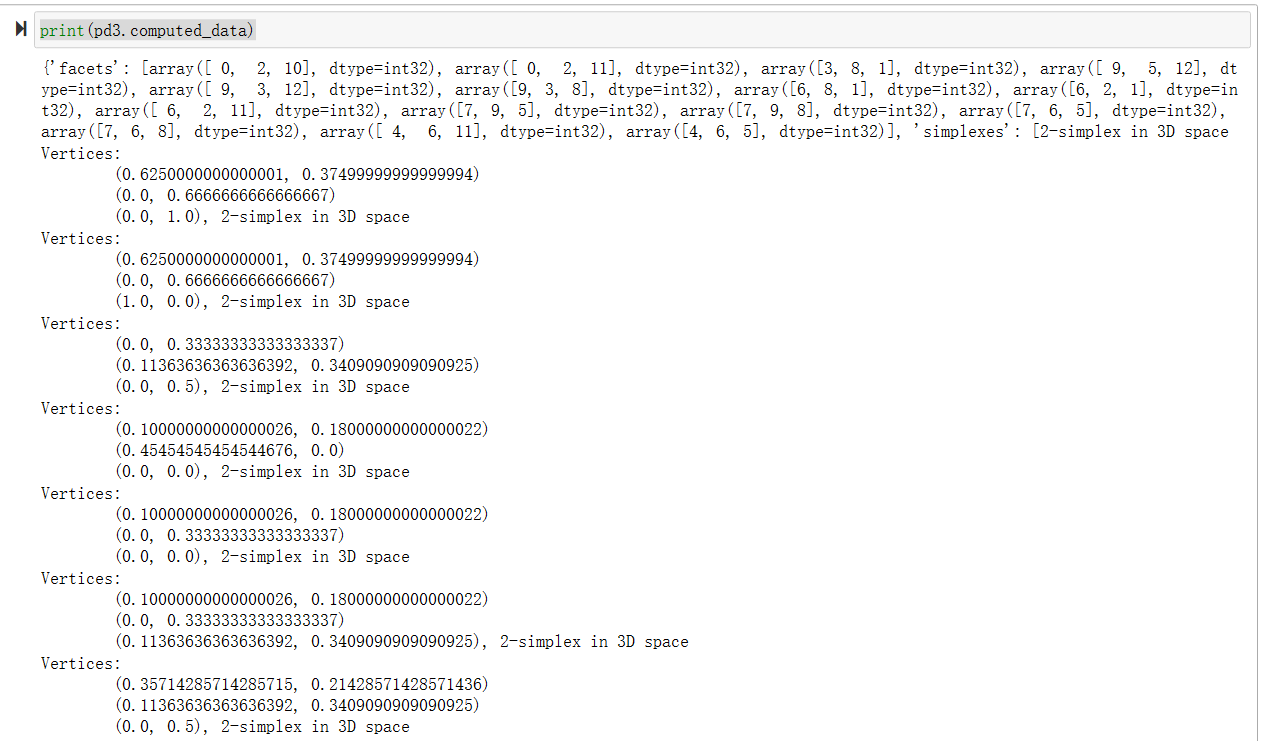 print(pd3.computed_data)
{'facets': [array([ 0,  2, 10], dtype=int32), array([ 0,  2, 11], dtype=int32), array([3, 8, 1], dtype=int32), array([ 9,  5, 12], dt
ype=int32), array([ 9,  3, 12], dtype=int32), array([9, 3, 8], dtype=int32), array([6, 8, 1], dtype=int32), array([6, 2, 1], dtype=in
t32), array([ 6,  2, 11], dtype=int32), array([7, 9, 5], dtype=int32), array([7, 9, 8], dtype=int32), array([7, 6, 5], dtype=int32),
array([7, 6, 8], dtype=int32), array([ 4,  6, 11], dtype=int32), array([4, 6, 5], dtype=int32)], 'simplexes': [2-simplex in 3D space
Vertices:
(0.6250000000000001, 0.37499999999999994)
(0.0, 0.6666666666666667)
(0.0, 1.0), 2-simplex in 3D space
Vertices:
(0.6250000000000001, 0.37499999999999994)
(0.0, 0.6666666666666667)
(1.0, 0.0), 2-simplex in 3D space
Vertices:
(0.0, 0.33333333333333337)
(0.11363636363636392, 0.3409090909090925)
(0.0, 0.5), 2-simplex in 3D space
Vertices:
(0.10000000000000026, 0.18000000000000022)
(0.45454545454544676, 0.0)
(0.0, 0.0), 2-simplex in 3D space
Vertices:
(0.10000000000000026, 0.18000000000000022)
(0.0, 0.33333333333333337)
(0.0, 0.0), 2-simplex in 3D space
Vertices:
(0.10000000000000026, 0.18000000000000022)
(0.0, 0.33333333333333337)
(0.11363636363636392, 0.3409090909090925), 2-simplex in 3D space
Vertices:
(0.35714285714285715, 0.21428571428571436)
(0.11363636363636392, 0.3409090909090925)
(0.0, 0.5), 2-simplex in 3D space